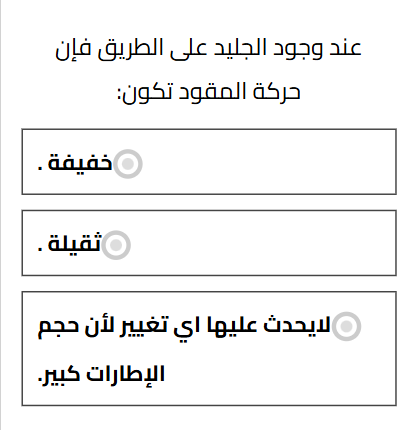 عند وجود الجليد على الطريق فإن
حركة المقود تكون:
خفيفة .
ثقيلة .
لايحدث عليها اي تغيير لأن حجم
الإطارات كبير.